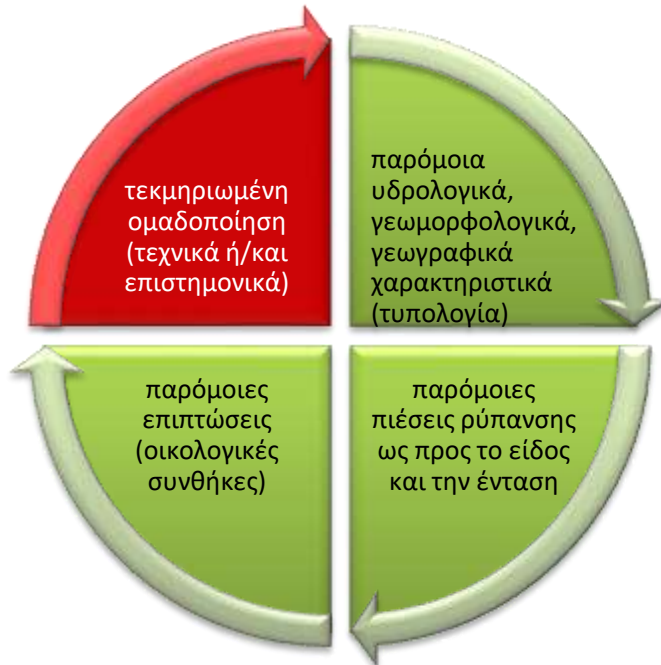 τεκμηριωμένη
ομαδοποίηση
(τεχνικά ή/και
επιστημονικά)
παρόμοια
υδρολογικά,
γεωμορφολογικά,
γεωγραφικά
χαρακτηριστικά
(τυπολογία)
παρόμοιες
επιπτώσεις
(οικολογικές
συνθήκες)
παρόμοιες
πιέσεις ρύπανσης
ως προς το είδος
και την ένταση